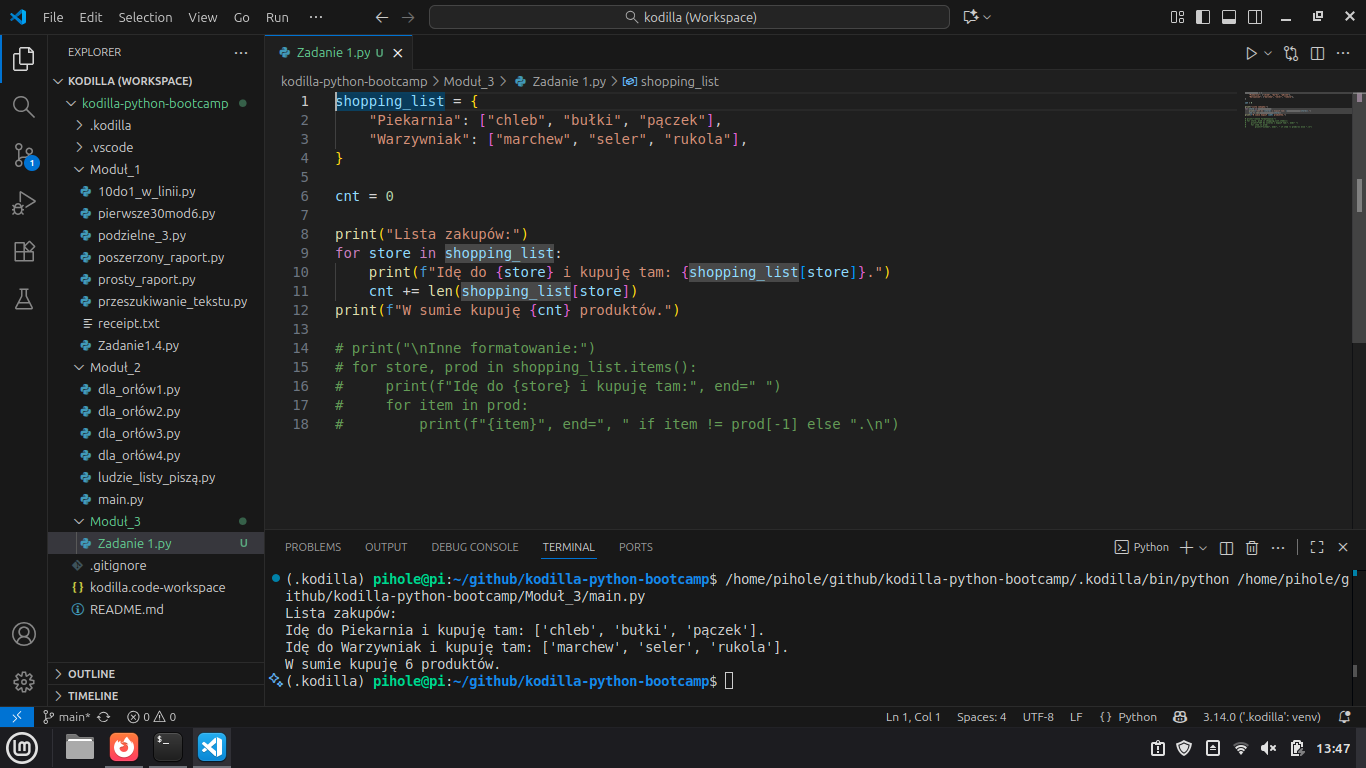 File Edit Selection View Go Run ··· kodilla (Workspace)
EXPLORER ···
KODILLA (WORKSPACE)
kodilla-python-bootcamp
.kodilla
.vscode
Moduł_1
10do1_w_linii.py
pierwsze30mod6.py
podzielne_3.py
poszerzony_raport.py
prosty_raport.py
przeszukiwanie_tekstu.py
receipt.txt
Zadanie1.4.py
Moduł_2
dla_orłów1.py
dla_orłów2.py
dla_orłów3.py
dla_orłów4.py
ludzie_listy_piszą.py
main.py
Moduł_3
Zadanie 1.py U
.gitignore
kodilla.code-workspace
README.md
OUTLINE
TIMELINE
1
Zadanie 1.py U
kodilla-python-bootcamp > Moduł_3 > Zadanie 1.py > shopping_list
1 shopping_list = {
2     "Piekarnia": ["chleb", "bułki", "pączek"],
3     "Warzywniak": ["marchew", "seler", "rukola"],
4 }
5
6 cnt = 0
7
8 print("Lista zakupów:")
9 for store in shopping_list:
10     print(f"Idę do {store} i kupuję tam: {shopping_list[store]}.")
11     cnt += len(shopping_list[store])
12 print(f"W sumie kupuję {cnt} produktów.")
13
14 # print("\nInne formatowanie:")
15 # for store, prod in shopping_list.items():
16 #     print(f"Idę do {store} i kupuję tam:", end=" ")
17 #     for item in prod:
18 #         print(f"{item}", end=", " if item != prod[-1] else ".\n")
PROBLEMS OUTPUT DEBUG CONSOLE TERMINAL PORTS Python
(.kodilla) pihole@pi:~/github/kodilla-python-bootcamp$ /home/pihole/github/kodilla-python-bootcamp/.kodilla/bin/python /home/pihole/g
ithub/kodilla-python-bootcamp/Moduł_3/main.py
Lista zakupów:
Idę do Piekarnia i kupuję tam: ['chleb', 'bułki', 'pączek'].
Idę do Warzywniak i kupuję tam: ['marchew', 'seler', 'rukola'].
W sumie kupuję 6 produktów.
(.kodilla) pihole@pi:~/github/kodilla-python-bootcamp$
main* 0 0 Ln 1, Col 1 Spaces: 4 UTF-8 LF {} Python 3.14.0 ('.kodilla': venv)
13:47